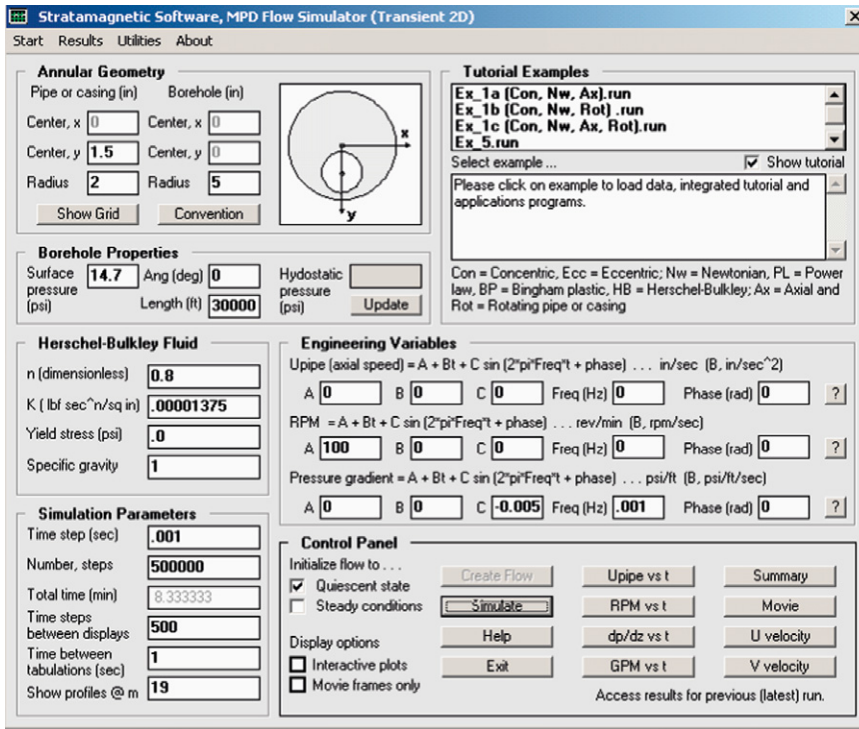 Stratamagnetic Software, MPD Flow Simulator (Transient 2D)
Start Results Utilities About
Annular Geometry
Pipe or casing (in) Borehole (in)
Center, x 0 Center, x 0
Center, y 1.5 Center, y 0
Radius 2 Radius 5
Show Grid Convention
x
y
Tutorial Examples
Ex_1a (Con, Nw, Ax).run
Ex_1b (Con, Nw, Rot) .run
Ex_1c (Con, Nw, Ax, Rot).run
Ex_5.run
Select example ... Show tutorial
Please click on example to load data, integrated tutorial and
applications programs.
Con = Concentric, Ecc = Eccentric; Nw = Newtonian, PL = Power
law, BP = Bingham plastic, HB = Herschel-Bulkley; Ax = Axial and
Rot = Rotating pipe or casing
Borehole Properties
Surface pressure (psi) 14.7 Ang (deg) 0 Hydostatic pressure (psi)
Length (ft) 30000 Update
Herschel-Bulkley Fluid
n (dimensionless) 0.8
K ( lbf sec^n/sq in) .00001375
Yield stress (psi) .0
Specific gravity 1
Engineering Variables
Upipe (axial speed) = A + Bt + C sin (2*pi*Freq*t + phase) . . . in/sec (B, in/sec^2)
A 0 B 0 C 0 Freq (Hz) 0 Phase (rad) 0 ?
RPM = A + Bt + C sin (2*pi*Freq*t + phase) . . . rev/min (B, rpm/sec)
A 100 B 0 C 0 Freq (Hz) 0 Phase (rad) 0 ?
Pressure gradient = A + Bt + C sin (2*pi*Freq*t + phase) . . . psi/ft (B, psi/ft/sec)
A 0 B 0 C -0.005 Freq (Hz) .001 Phase (rad) 0 ?
Simulation Parameters
Time step (sec) .001
Number, steps 500000
Total time (min) 8.333333
Time steps
between displays 500
Time between
tabulations (sec) 1
Show profiles @ m 19
Control Panel
Initialize flow to . . .
Quiescent state
Steady conditions
Display options
Interactive plots
Movie frames only
Create Flow Upipe vs t Summary
Simulate RPM vs t Movie
Help dp/dz vs t U velocity
Exit GPM vs t V velocity
Access results for previous (latest) run.